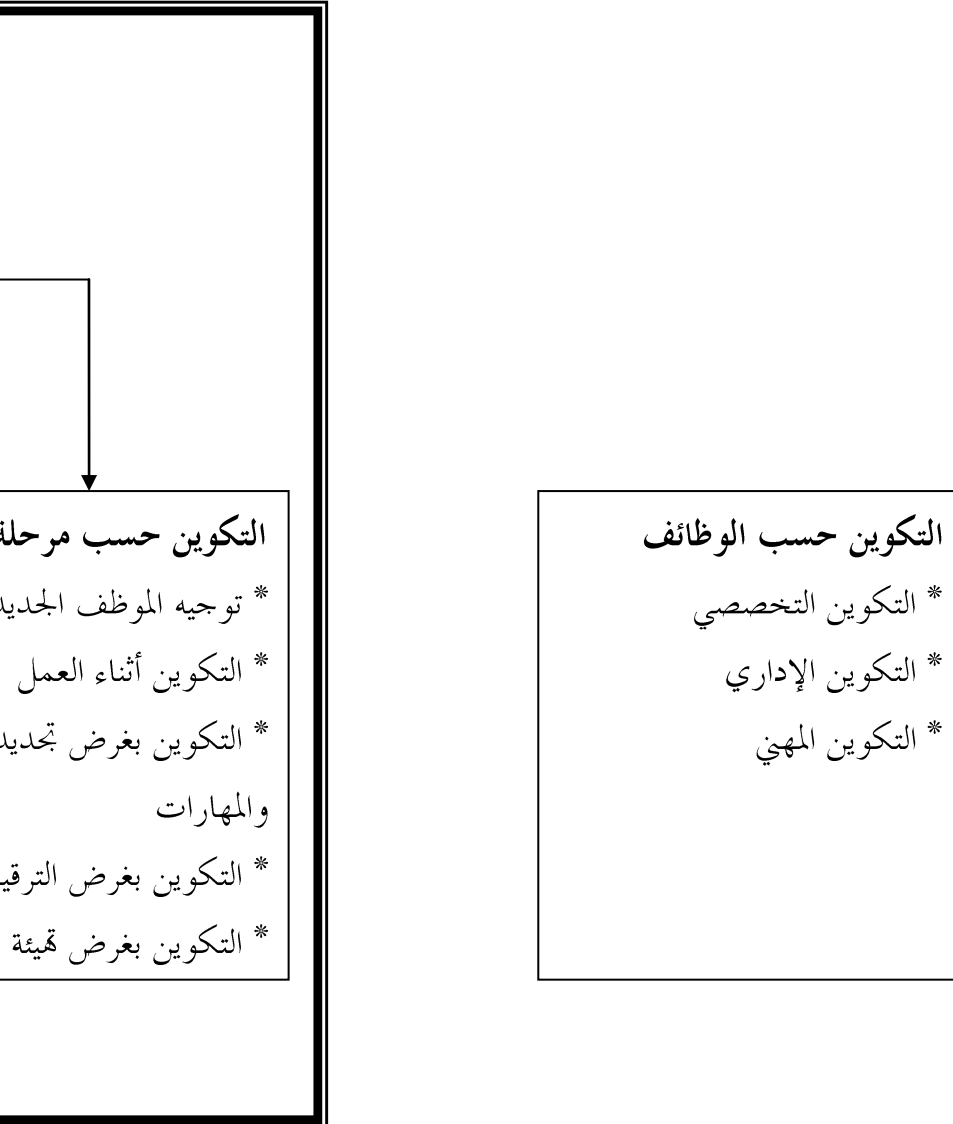 التكوين حسب مرحلة
* توجيه الموظف الجديد
* التكوين أثناء العمل
* التكوين بغرض تجديد
والمهارات
* التكوين بغرض الترقية
* التكوين بغرض تهيئة
التكوين حسب الوظائف
* التكوين التخصصي
* التكوين الإداري
* التكوين المهني